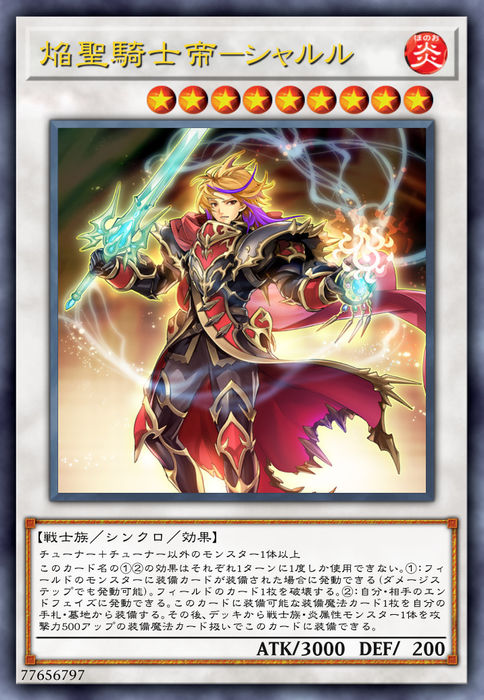 焔聖騎士帝－シャルル
ほのお
炎
【戦士族／シンクロ／効果】
チューナー＋チューナー以外のモンスター1体以上
このカード名の①②の効果はそれぞれ1ターンに1度しか使用できない。①：フィ
ールドのモンスターに装備カードが装備された場合に発動できる（ダメージス
テップでも発動可能）。フィールドのカード1枚を破壊する。②：自分・相手のエン
ドフェイズに発動できる。このカードに装備可能な装備魔法カード1枚を自分の
手札・墓地から装備する。その後、デッキから戦士族・炎属性モンスター1体を攻
撃力500アップの装備魔法カード扱いでこのカードに装備できる。
ATK/3000 DEF/ 200
77656797